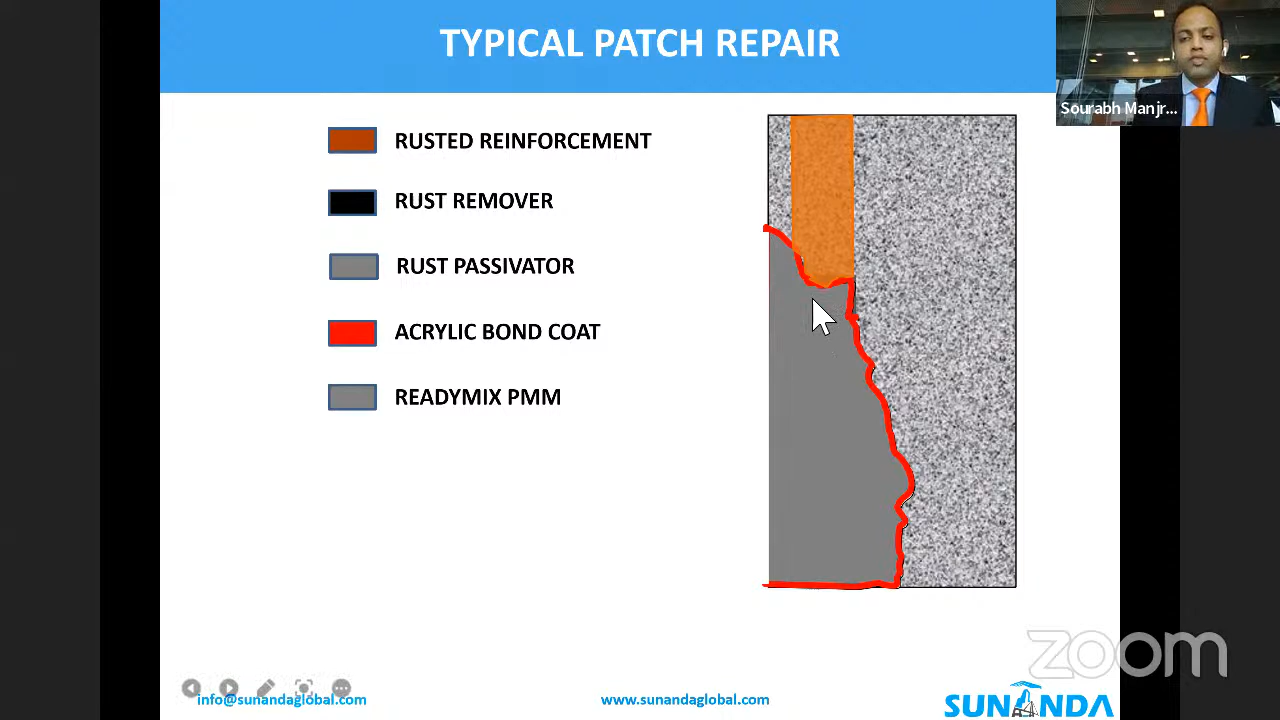 TYPICAL PATCH REPAIR
Sourabh Manjr...
RUSTED REINFORCEMENT
RUST REMOVER
RUST PASSIVATOR
ACRYLIC BOND COAT
READYMIX PMM
zoom
info@sunandaglobal.com
www.sunandaglobal.com
SUNANDA